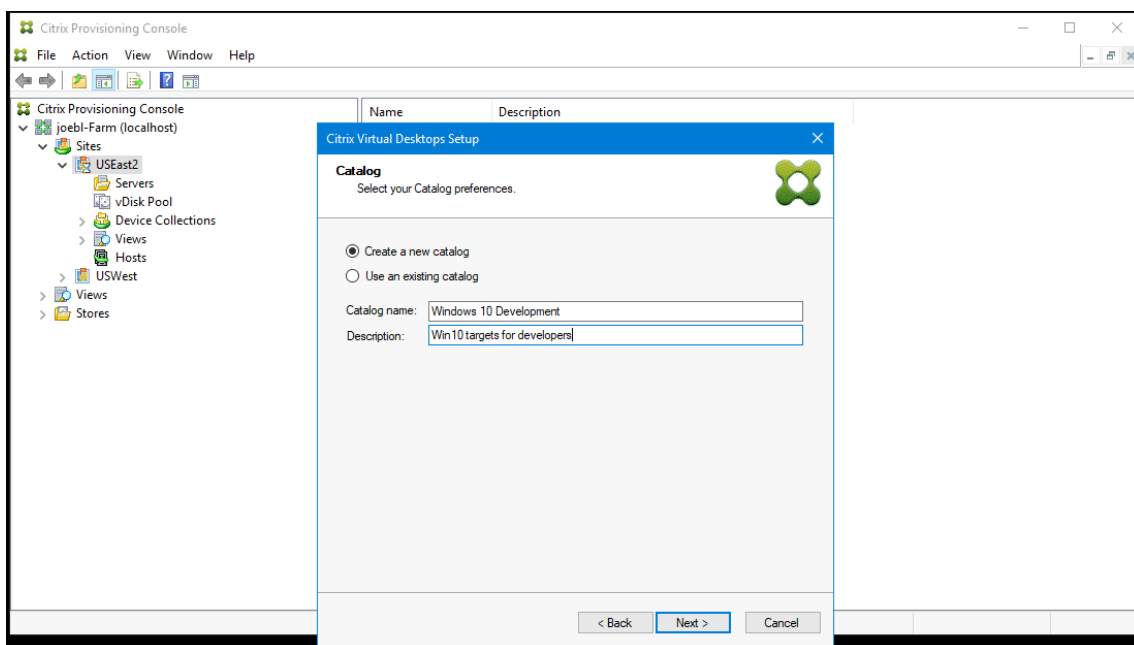 Citrix Provisioning Console
File Action View Window Help
Citrix Provisioning Console
joebl-Farm (localhost)
Sites
USEast2
Servers
vDisk Pool
Device Collections
Views
Hosts
USWest
Views
Stores
Name Description
Citrix Virtual Desktops Setup
Catalog
Select your Catalog preferences.
Create a new catalog
Use an existing catalog
Catalog name: Windows 10 Development
Description: Win10 targets for developers
< Back Next > Cancel